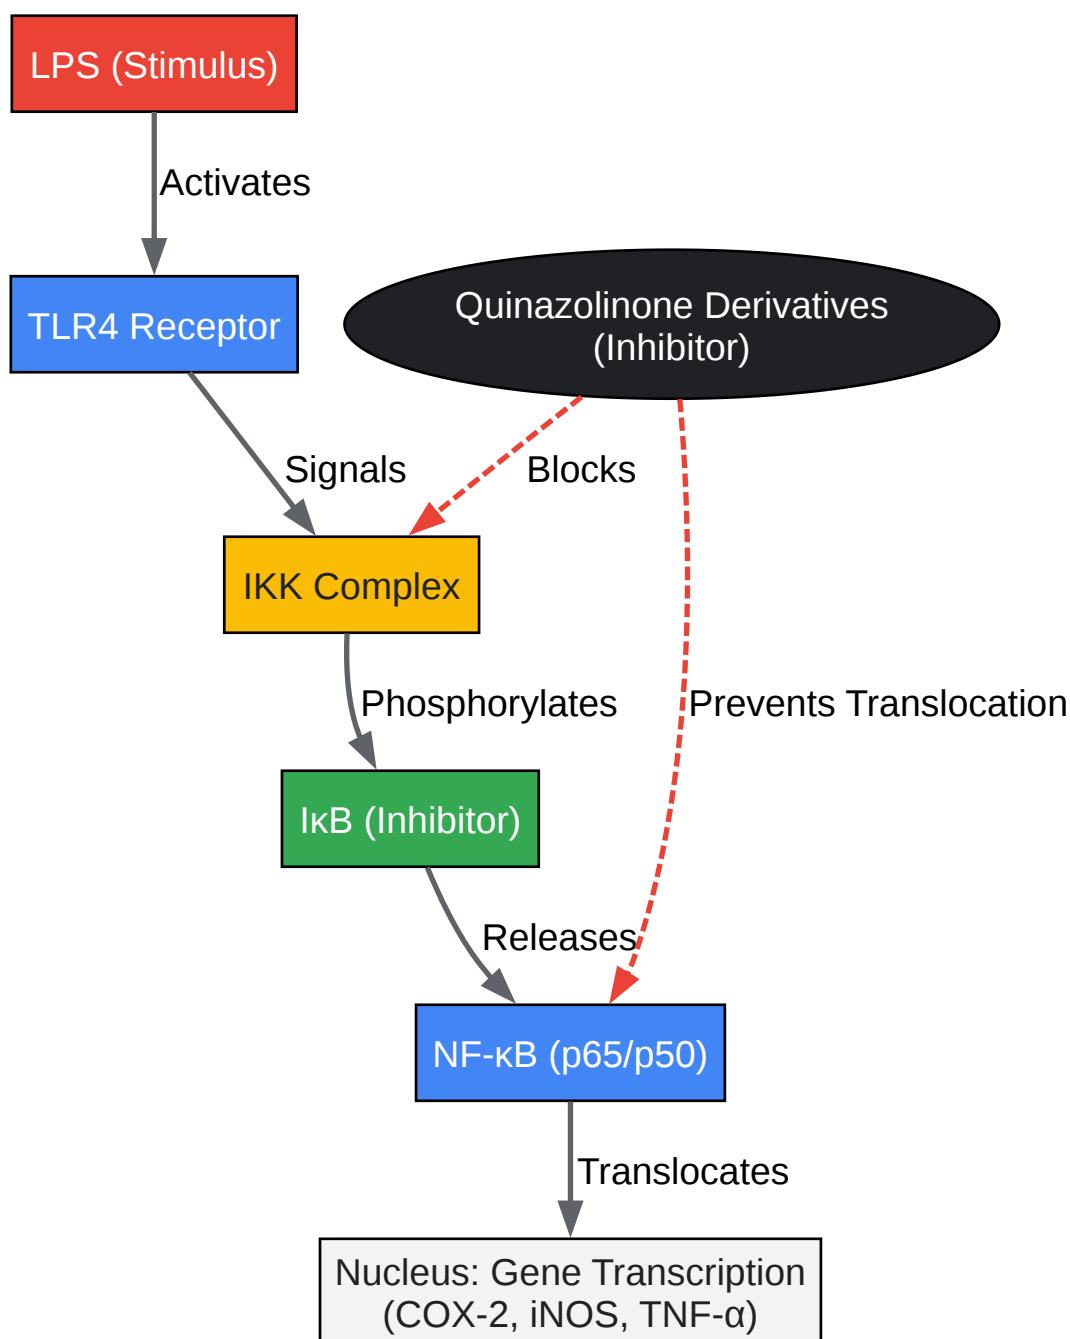 LPS (Stimulus)
Activates
TLR4 Receptor
Quinazolinone Derivatives
(Inhibitor)
Signals
Blocks
IKK Complex
Phosphorylates
Prevents Translocation
IκB (Inhibitor)
Releases
NF-κB (p65/p50)
Translocates
Nucleus: Gene Transcription
(COX-2, iNOS, TNF-α)